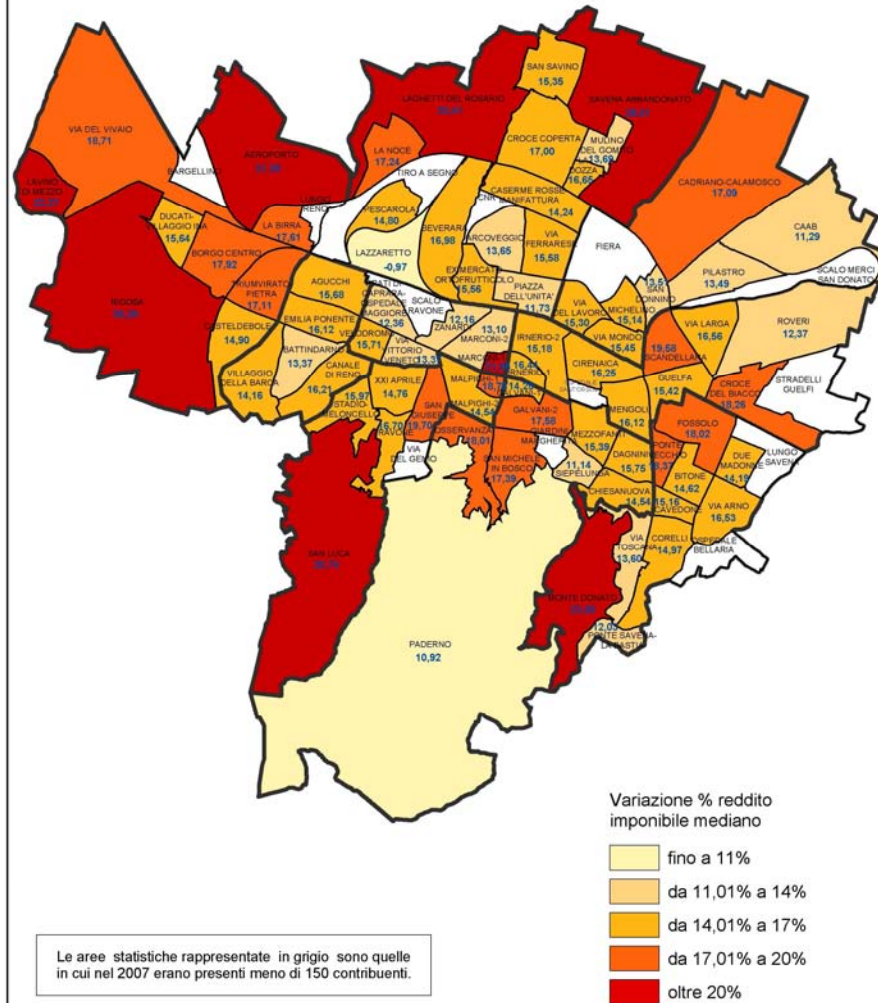 SAN SAVINO
15,35
LAGHETTI DEL ROSARIO
SAVENA ABBANDONATO
VIA DEL VIVAIO
18,71
CROCE COPERTA
17,00
MULINO
DEL GOMITO
13,69
LA NOCE
17,24
AEROPORTO
BARGELLINO
TIRO A SEGNO
DOZZA
16,65
CADRIANO-CALAMOSCO
17,09
LAVINO
DI MEZZO
CNR
CASERME ROSSE
MANIFATTURA
14,24
PESCAROLA
14,80
DUCATI-
VILLAGGIO INA
15,64
LA BIRRA
17,61
BEVERARA
16,98
ARCOVEGGIO
13,65
VIA
FERRARESE
15,58
FIERA
CAAB
11,29
LAZZARETTO
-0,97
BORGO CENTRO
17,92
PILASTRO
13,49
SCALO MERCI
SAN DONATO
TRIUMVIRATO
PIETRA
17,11
AGUCCHI
15,68
EX MERCATO
ORTOFRUTTICOLO
15,56
PIAZZA
DELL'UNITA'
11,73
SAN
DONNINO
SCALO
RAVONE
OSPEDALE
MAGGIORE
12,36
VIA DEL LAVORO
15,30
MICHELINO
15,14
RIGOSA
CASTELDEBOLE
14,90
EMILIA PONENTE
16,12
12,16
ZANARDI
13,10
MARCONI-2
VIA LARGA
16,56
ROVERI
12,37
VELODROMO
15,71
VIA
VITTORIO
VENETO
IRNERIO-2
15,18
VIA MONDO
15,45
19,58
SCANDELLARA
BATTINDARNO
13,37
CIRENAICA
16,25
VILLAGGIO
DELLA BARCA
14,16
CANALE
DI RENO
16,21
XXI APRILE
14,76
GUELFA
15,42
CROCE
DEL BIACCO
18,26
STRADELLI
GUELFI
15,97
STADIO-
MELONCELLO
MALPIGHI-2
14,54
GALVANI-2
17,58
MENGOLI
16,12
SAN
GIUSEPPE
19,70
16,70
RAVONE
OSSERVANZA
18,01
GIARDINI
MARGHERITA
MEZZOFANTI
15,39
FOSSOLO
18,02
VIA
DEL GENIO
SAN MICHELE
IN BOSCO
17,39
DAGNINI
15,75
PONTE
VECCHIO
DUE
MADONNE
14,19
LUNGO
SAVENA
11,14
SIEPELUNGA
BITONE
14,62
CHIESANUOVA
14,54
15,16
CAVEDONE
VIA ARNO
16,53
VIA
TOSCANA
13,60
CORELLI
14,97
OSPEDALE
BELLARIA
SAN LUCA
MONTE DONATO
12,03
PONTE SAVENA-
LA BASTIA
PADERNO
10,92
Variazione % reddito
imponibile mediano
fino a 11%
da 11,01% a 14%
da 14,01% a 17%
da 17,01% a 20%
oltre 20%
Le aree statistiche rappresentate in grigio sono quelle
in cui nel 2007 erano presenti meno di 150 contribuenti.